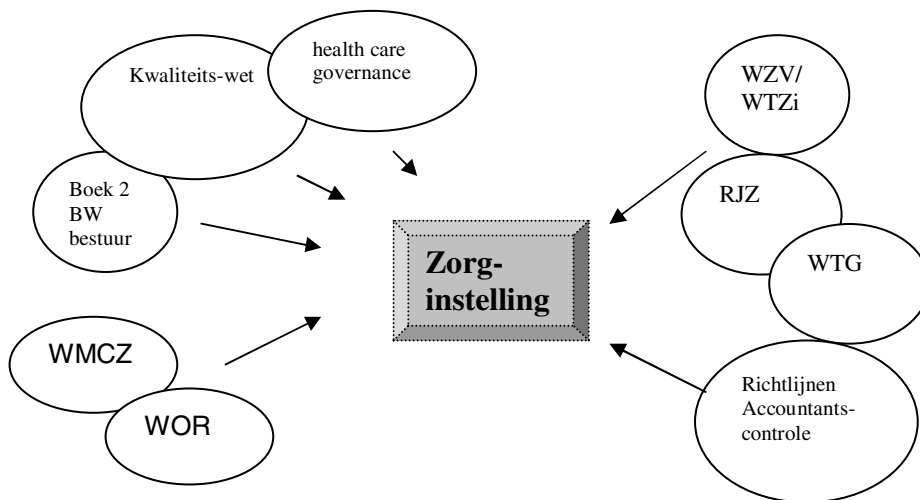 Kwaliteits-wet
health care
governance
Boek 2
BW
bestuur
WMCZ
WOR
Zorg-
instelling
WZV/
WTZi
RJZ
WTG
Richtlijnen
Accountants-
controle